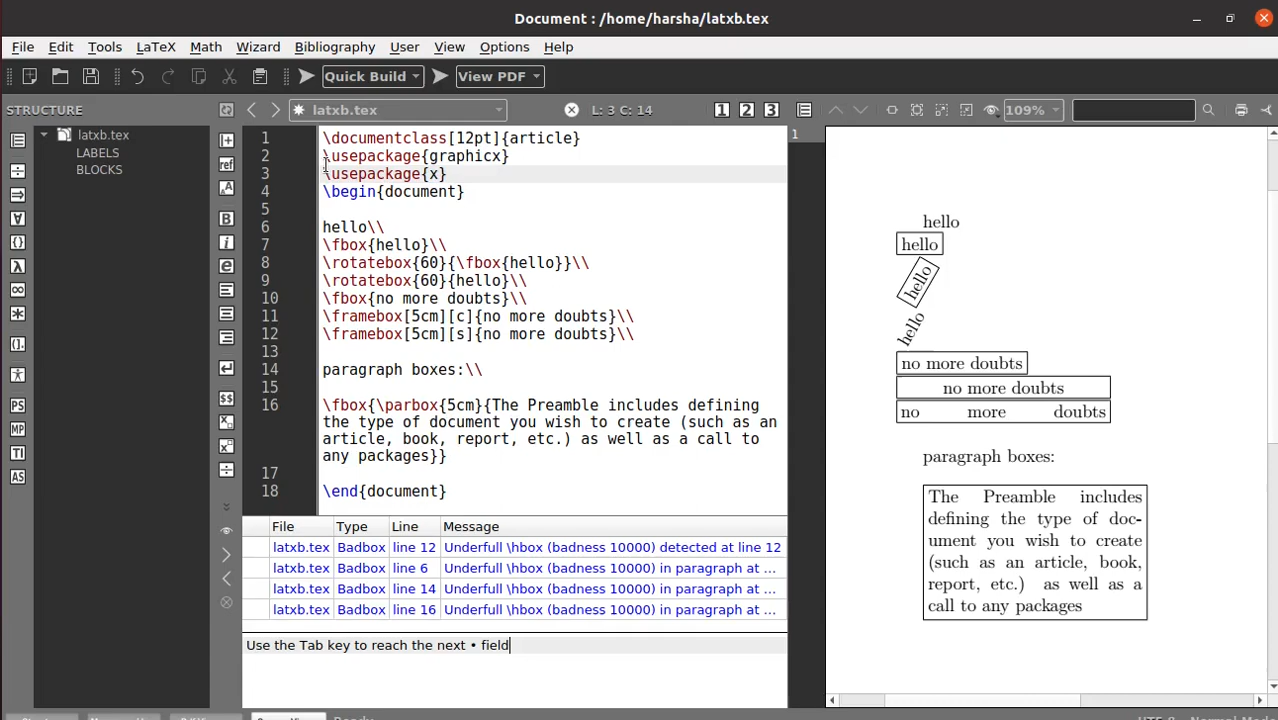 Document : /home/harsha/latxb.tex
File Edit Tools LaTeX Math Wizard Bibliography User View Options Help
Quick Build View PDF
STRUCTURE latxb.tex L: 3 C: 14 1 2 3 109%
latxb.tex
LABELS
BLOCKS
1 \documentclass[12pt]{article}
2 \usepackage{graphicx}
3 \usepackage{x}
4 \begin{document}
5
6 hello\\
7 \fbox{hello}\\
8 \rotatebox{60}{\fbox{hello}}\\
9 \rotatebox{60}{hello}\\
10 \fbox{no more doubts}\\
11 \framebox[5cm][c]{no more doubts}\\
12 \framebox[5cm][s]{no more doubts}\\
13
14 paragraph boxes:\\
15
16 \fbox{\parbox{5cm}{The Preamble includes defining
the type of document you wish to create (such as an
article, book, report, etc.) as well as a call to
any packages}}
17
18 \end{document}
File Type Line Message
latxb.tex Badbox line 12 Underfull \hbox (badness 10000) detected at line 12
latxb.tex Badbox line 6 Underfull \hbox (badness 10000) in paragraph at ...
latxb.tex Badbox line 14 Underfull \hbox (badness 10000) in paragraph at ...
latxb.tex Badbox line 16 Underfull \hbox (badness 10000) in paragraph at ...
Use the Tab key to reach the next • field
1
hello
hello
hello
hello
no more doubts
no more doubts
no more doubts
paragraph boxes:
The Preamble includes
defining the type of doc-
ument you wish to create
(such as an article, book,
report, etc.) as well as a
call to any packages
PS
MP
TI
AS
ref